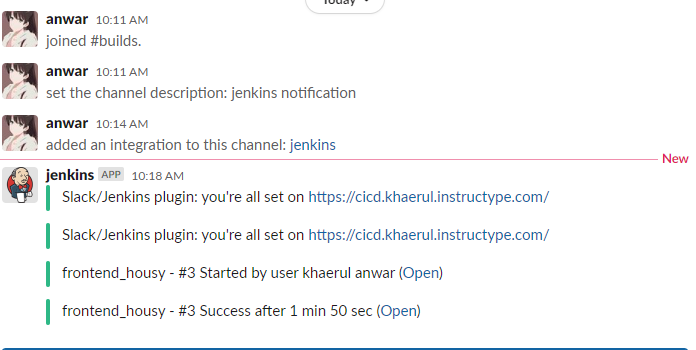 Today
anwar 10:11 AM
joined #builds.
anwar 10:11 AM
set the channel description: jenkins notification
anwar 10:14 AM
added an integration to this channel: jenkins
New
jenkins APP 10:18 AM
Slack/Jenkins plugin: you're all set on https://cicd.khaerul.instructype.com/
Slack/Jenkins plugin: you're all set on https://cicd.khaerul.instructype.com/
frontend_housy - #3 Started by user khaerul anwar (Open)
frontend_housy - #3 Success after 1 min 50 sec (Open)